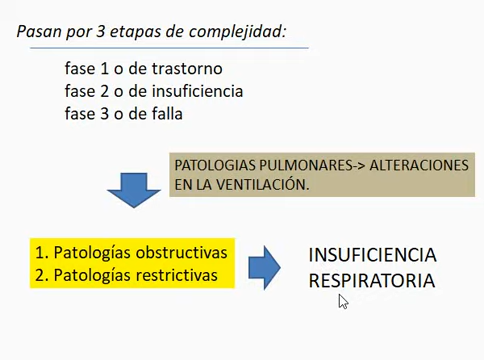 Pasan por 3 etapas de complejidad:
fase 1 o de trastorno
fase 2 o de insuficiencia
fase 3 o de falla
PATOLOGIAS PULMONARES-> ALTERACIONES
EN LA VENTILACIÓN.
1. Patologías obstructivas
2. Patologías restrictivas
INSUFICIENCIA
RESPIRATORIA